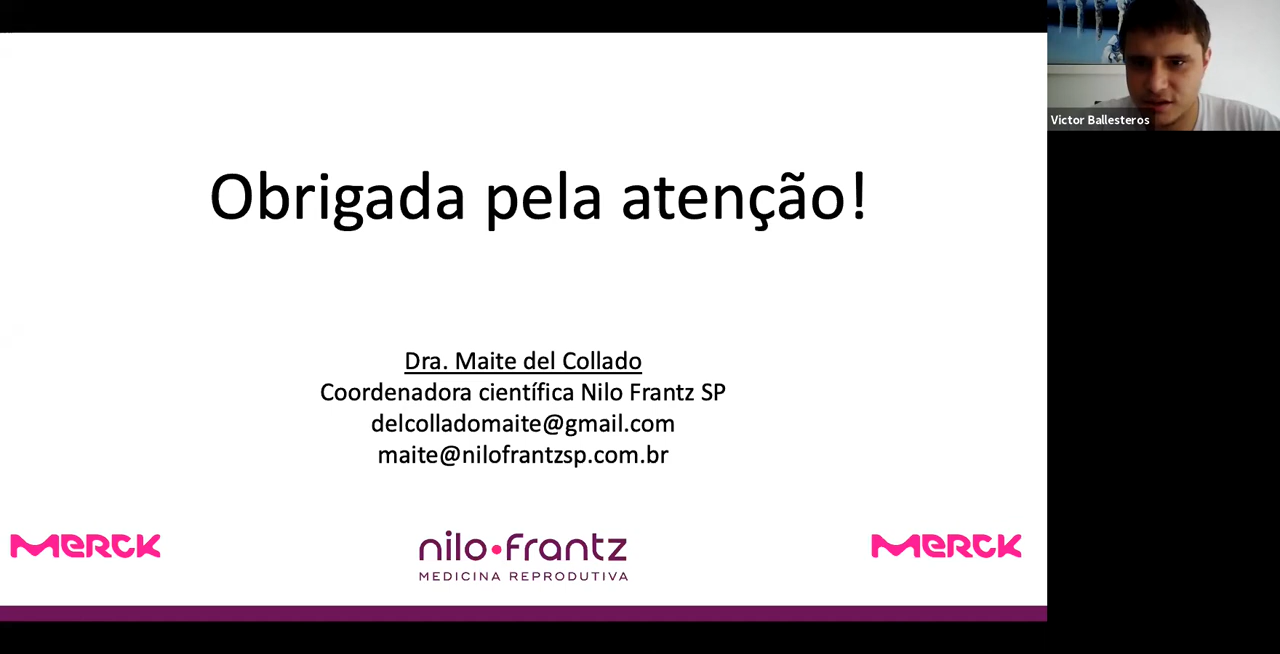 Obrigada pela atenção!
Victor Ballesteros
Dra. Maite del Collado
Coordenadora científica Nilo Frantz SP
delcolladomaite@gmail.com
maite@nilofrantzsp.com.br
MERCK
nilo•frantz
MEDICINA REPRODUTIVA
MERCK